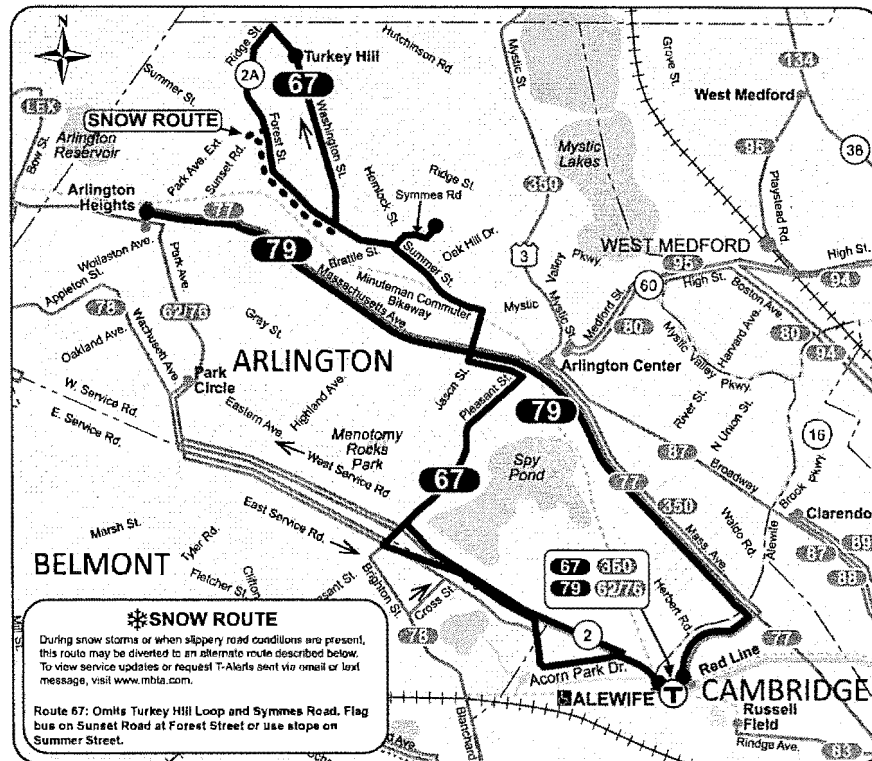 N
Ridge St.
Turkey Hill
Hutchinson Rd.
Mystic St.
Grove St.
134
2A
67
West Medford
Summer St.
LEX
SNOW ROUTE
Washington St.
Mystic
Lakes
95
38
Bow St.
Arlington
Reservoir
Park Ave. Ext
Sunset Rd.
Forest St.
Hemlock St.
Ridge St.
Symmes Rd
350
Playstead Rd.
Arlington
Heights
77
Oak Hill Dr.
3
WEST MEDFORD
79
Brattle St.
Summer St.
Valley
Pkwy.
95
High St.
94
Wollaston Ave.
Park Ave.
Appleton St.
Minuteman Commuter
Bikeway
Massachusetts Ave
Mystic
Mystic St.
Medford St.
60
High St.
Boston Ave.
78
62/76
80
Mystic Valley
Pkwy.
Harvard Ave.
80
94
Oakland Ave.
Wachusett Ave.
Gray St.
ARLINGTON
Park
Circle
Jason St.
Pleasant St.
Arlington Center
W. Service Rd.
E. Service Rd.
Eastern Ave.
Highland Ave.
79
River St.
N Union St.
16
Menotomy
Rocks
Park
West Service Rd
67
Spy
Pond
87
Broadway
77
350
Alewife
Brook
Pkwy
East Service Rd.
Mass Ave.
Walco Rd.
Marsh St.
Tyler Rd.
BELMONT
Fletcher St.
Brighton St.
Cross St.
67 350
79 62/76
Herbert Rd.
87
89
88
78
2
77
Acorn Park Dr.
Red Line
ALEWIFE
T
CAMBRIDGE
Blanchard
Russell
Field
Rindge Ave.
83
SNOW ROUTE
During snow storms or when slippery road conditions are present,
this route may be diverted to an alternate route described below.
To view service updates or request T-Alerts sent via email or text
message, visit www.mbta.com.
Route 67: Omits Turkey Hill Loop and Symmes Road. Flag
bus on Sunset Road at Forest Street or use stops on
Summer Street.